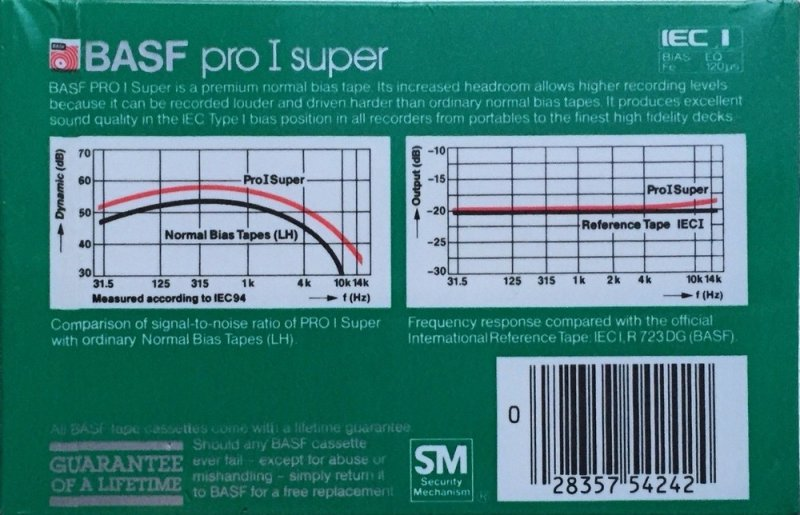 BASF
BASF pro I super
IEC I
BIAS EQ
Fe 120µs
BASF PRO I Super is a premium normal bias tape. Its increased headroom allows higher recording levels
because it can be recorded louder and driven harder than ordinary normal bias tapes. It produces excellent
sound quality in the IEC Type I bias position in all recorders from portables to the finest high fidelity decks.
Dynamic (dB)
70
60
50
40
30
Pro I Super
Normal Bias Tapes (LH)
31.5 125 315 1k 4k 10k 14k
Measured according to IEC94
f (Hz)
Output (dB)
-10
-15
-20
-25
-30
Pro I Super
Reference Tape IEC I
31.5 125 315 1k 2k 4k 10k 14k
f (Hz)
Comparison of signal-to-noise ratio of PRO I Super
with ordinary Normal Bias Tapes (LH).
Frequency response compared with the official
International Reference Tape: IEC I, R 723 DG (BASF).
All BASF tape cassettes come with a lifetime guarantee.
GUARANTEE
OF A LIFETIME
Should any BASF cassette
ever fail - except for abuse or
mishandling - simply return it
to BASF for a free replacement
SM
Security
Mechanism
0
28357 54242